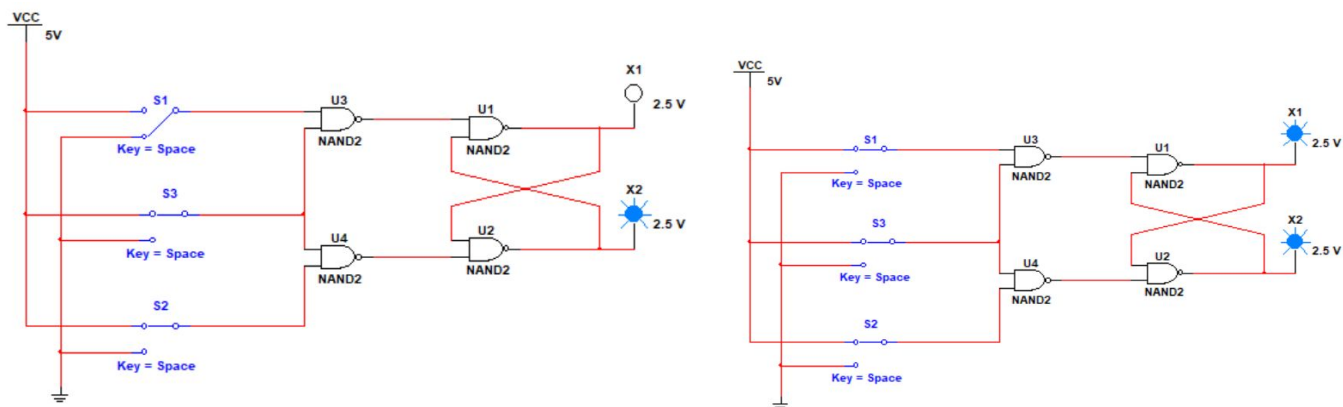 VCC
5V
S1
Key = Space
U3
NAND2
U1
NAND2
X1
2.5 V
S3
Key = Space
U4
NAND2
U2
NAND2
X2
2.5 V
S2
Key = Space
VCC
5V
S1
Key = Space
U3
NAND2
U1
NAND2
X1
2.5 V
S3
Key = Space
U4
NAND2
U2
NAND2
X2
2.5 V
S2
Key = Space